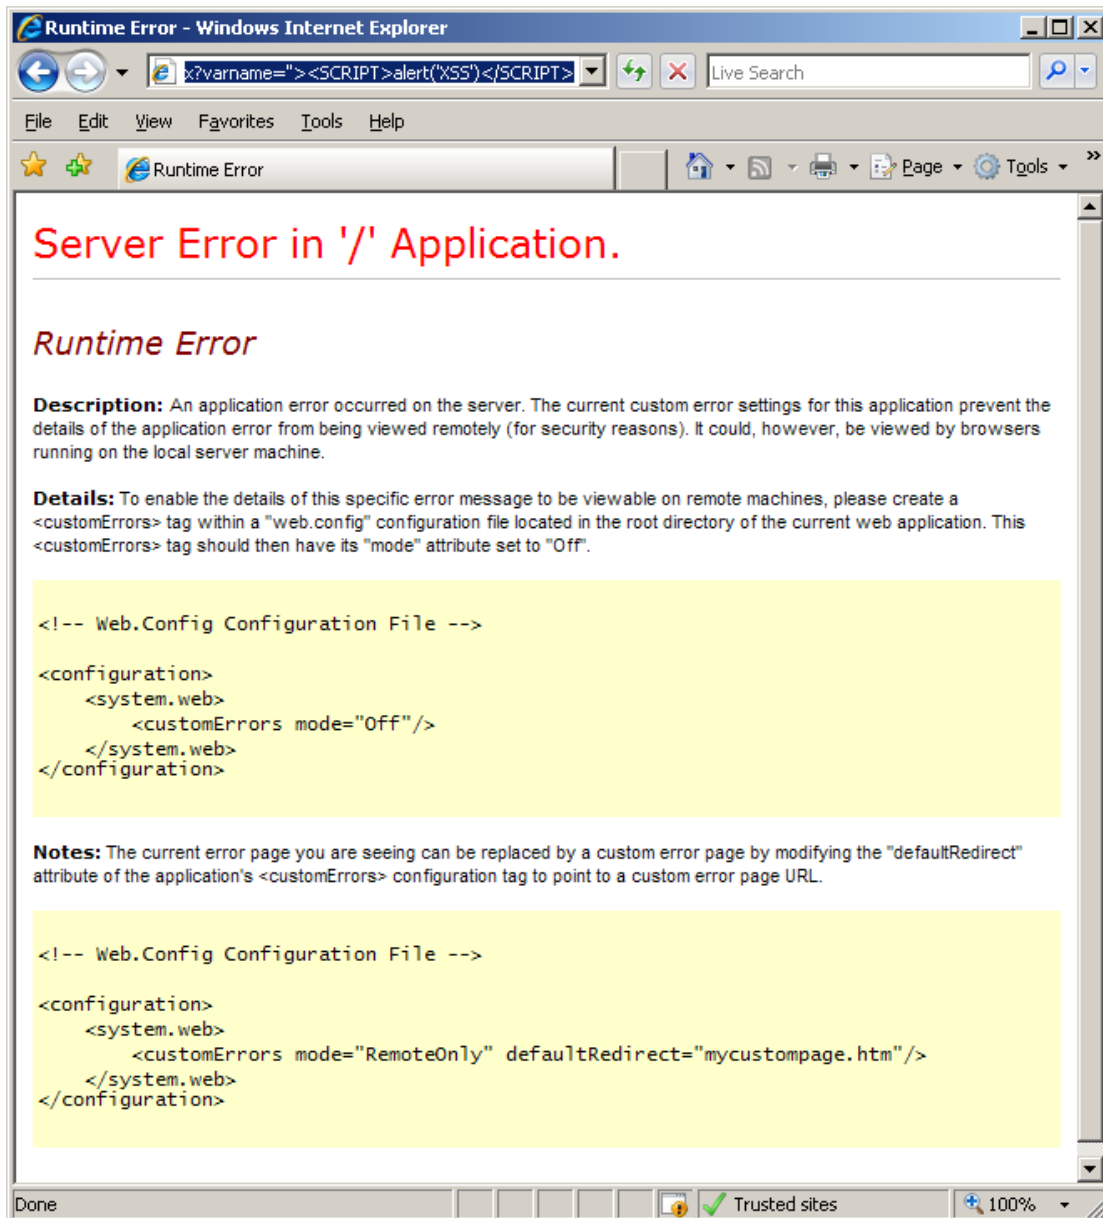 Runtime Error - Windows Internet Explorer
x?varname="><SCRIPT>alert('XSS')</SCRIPT>
Live Search
File Edit View Favorites Tools Help
Runtime Error
Page Tools
Server Error in '/' Application.
Runtime Error
Description: An application error occurred on the server. The current custom error settings for this application prevent the
details of the application error from being viewed remotely (for security reasons). It could, however, be viewed by browsers
running on the local server machine.
Details: To enable the details of this specific error message to be viewable on remote machines, please create a
<customErrors> tag within a "web.config" configuration file located in the root directory of the current web application. This
<customErrors> tag should then have its "mode" attribute set to "Off".
<!-- Web.Config Configuration File -->
<configuration>
    <system.web>
        <customErrors mode="Off"/>
    </system.web>
</configuration>
Notes: The current error page you are seeing can be replaced by a custom error page by modifying the "defaultRedirect"
attribute of the application's <customErrors> configuration tag to point to a custom error page URL.
<!-- Web.Config Configuration File -->
<configuration>
    <system.web>
        <customErrors mode="RemoteOnly" defaultRedirect="mycustompage.htm"/>
    </system.web>
</configuration>
Done
Trusted sites
100%